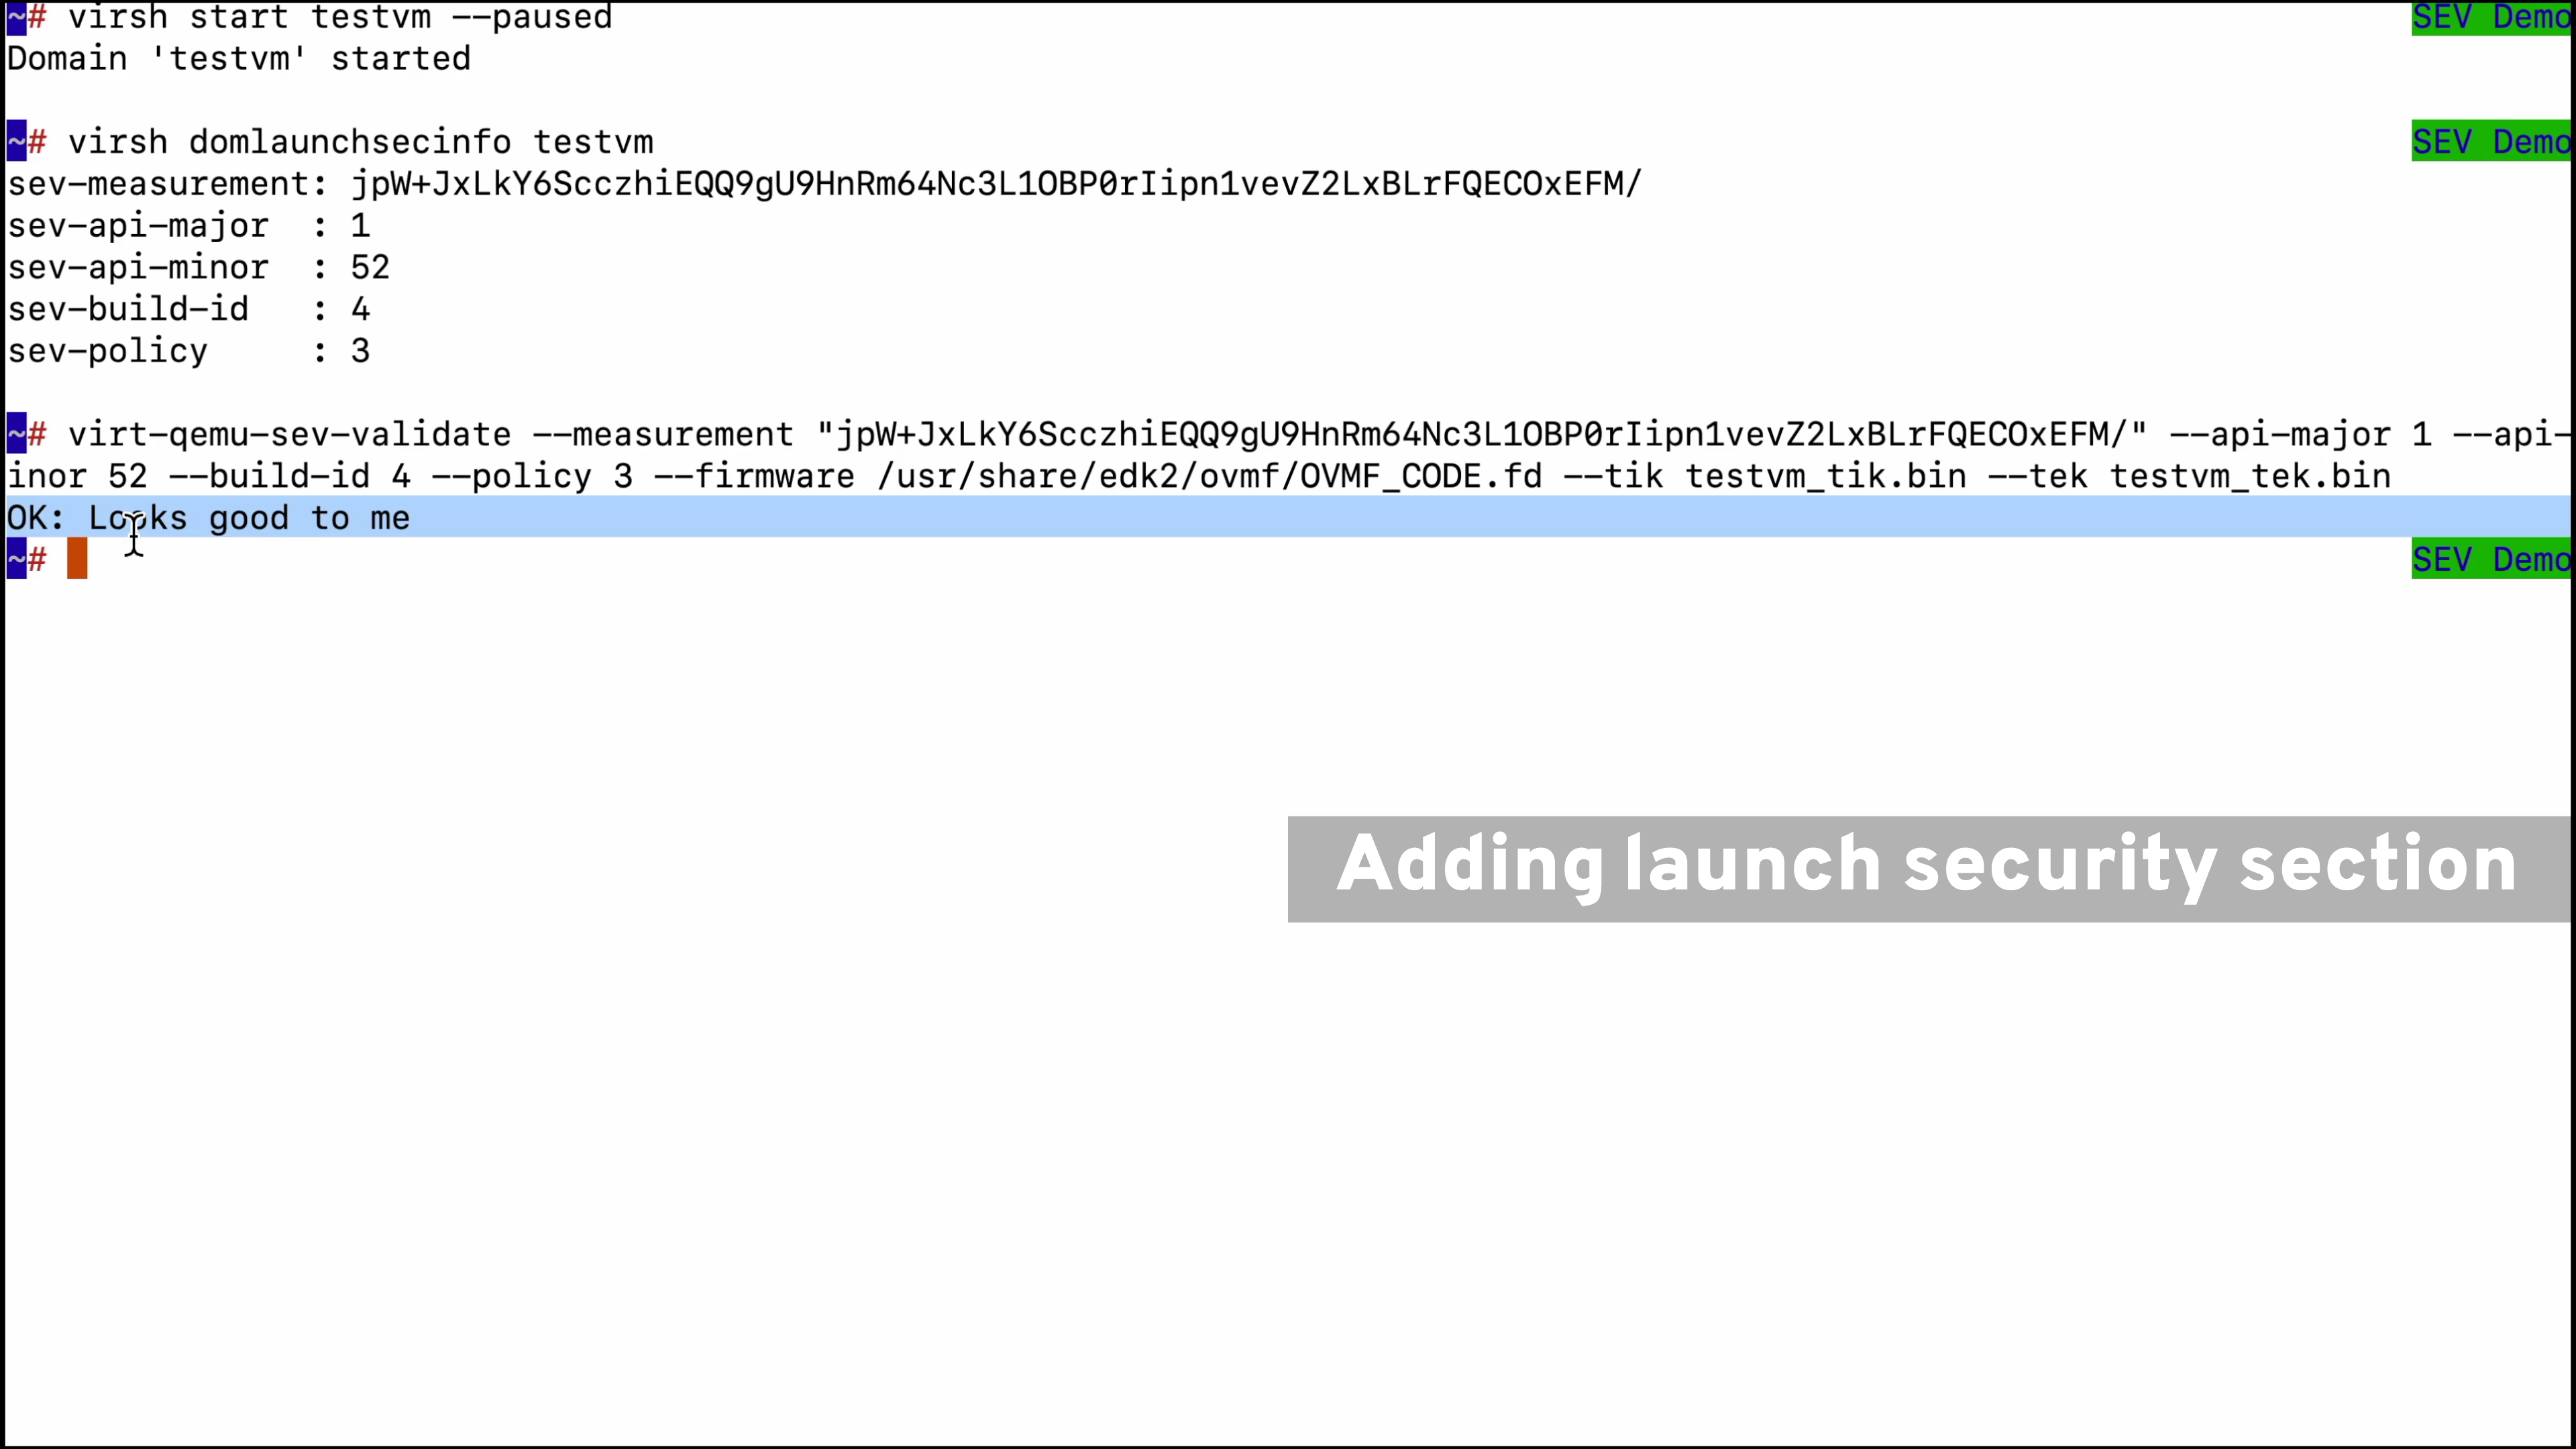 ~# virsh start testvm --paused SEV Demo
Domain 'testvm' started
~# virsh domlaunchsecinfo testvm SEV Demo
sev-measurement: jpW+JxLkY6ScczhiEQQ9gU9HnRm64Nc3L1OBP0rIipn1vevZ2LxBLrFQECOxEFM/
sev-api-major : 1
sev-api-minor : 52
sev-build-id : 4
sev-policy : 3
~# virt-qemu-sev-validate --measurement "jpW+JxLkY6ScczhiEQQ9gU9HnRm64Nc3L1OBP0rIipn1vevZ2LxBLrFQECOxEFM/" --api-major 1 --api-
inor 52 --build-id 4 --policy 3 --firmware /usr/share/edk2/ovmf/OVMF_CODE.fd --tik testvm_tik.bin --tek testvm_tek.bin
OK: Looks good to me
~# SEV Demo
Adding launch security section